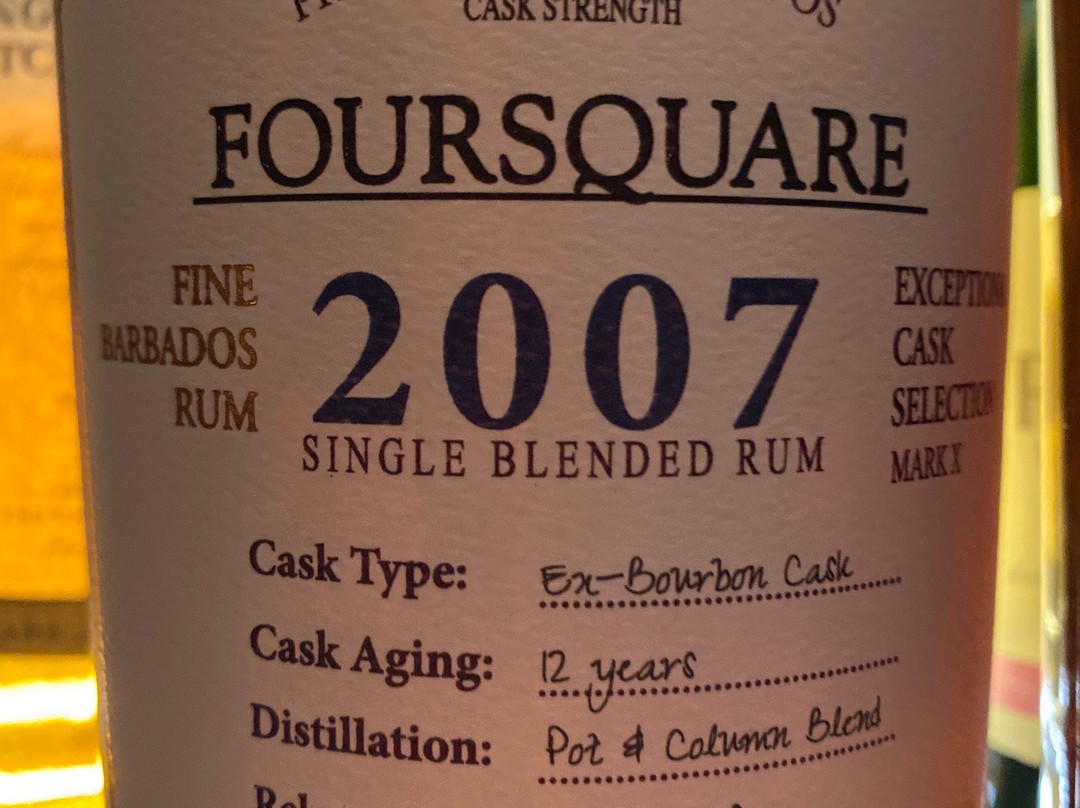 CASK STRENGTH
FOURSQUARE
FINE
BARBADOS
RUM
2007
SINGLE BLENDED RUM
EXCEPTION
CASK
SELECTION
MARK X
Cask Type: Ex-Bourbon Cask
Cask Aging: 12 years
Distillation: Pot & Column Blend